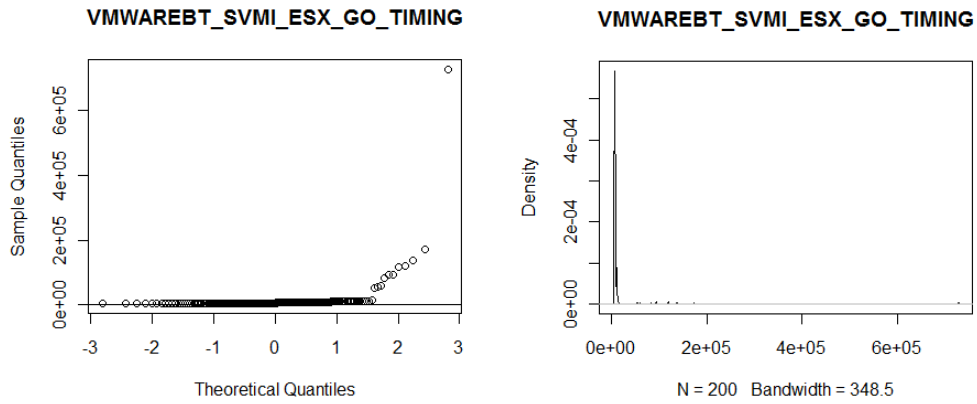 VMWAREBT_SVMI_ESX_GO_TIMING
Sample Quantiles
0e+00 2e+05 4e+05 6e+05
-3 -2 -1 0 1 2 3
Theoretical Quantiles
VMWAREBT_SVMI_ESX_GO_TIMING
Density
0e+00 2e-04 4e-04
0e+00 2e+05 4e+05 6e+05
N = 200 Bandwidth = 348.5